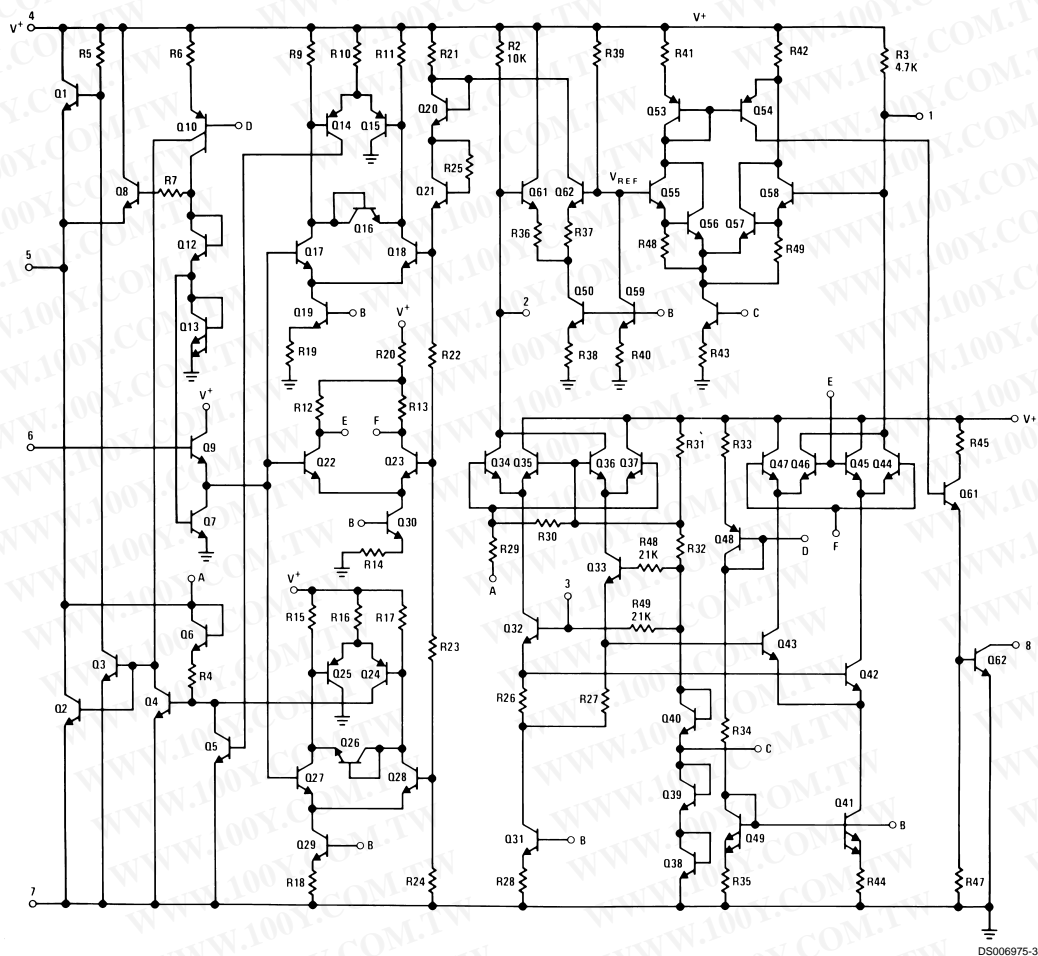 4
V+
V+
R5
R6
R9
R10
R11
R21
R2
10K
R39
R41
R42
R3
4.7K
Q1
Q10
D
Q14
Q15
Q20
Q53
Q54
1
Q8
R7
R25
Q21
Q61
Q62
VREF
Q55
Q56
Q57
Q58
Q12
Q16
Q17
Q18
R36
R37
R48
R49
5
Q13
Q19
B
V+
2
Q50
Q59
B
C
R19
R20
R22
R38
R40
R43
R12
R13
E
V+
E
F
V+
6
Q9
Q22
Q23
Q34
Q35
Q36
Q37
R31
R33
Q47
Q46
Q45
Q44
R45
Q7
B
Q30
R14
R29
R30
R48
21K
R32
Q48
D
F
Q61
A
V+
A
Q33
3
R49
21K
R15
R16
R17
Q6
R4
Q32
Q43
R23
8
Q62
Q3
Q25
Q24
R26
R27
Q42
Q2
Q4
Q5
Q40
R34
Q26
C
Q27
Q28
Q39
Q41
Q29
B
Q31
B
Q38
Q49
B
R18
R24
R28
R35
R44
R47
7
DS006975-3
WWW.100Y.COM.TW